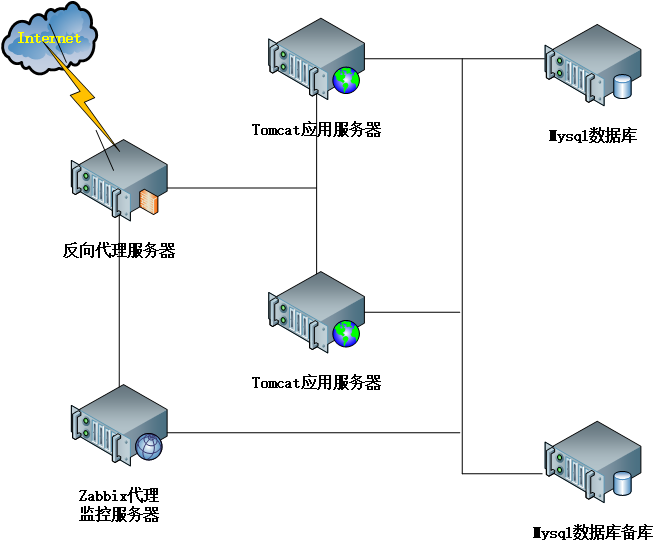 Internet
Tomcat应用服务器
Mysql数据库
反向代理服务器
Tomcat应用服务器
Zabbix代理
监控服务器
Mysql数据库备库